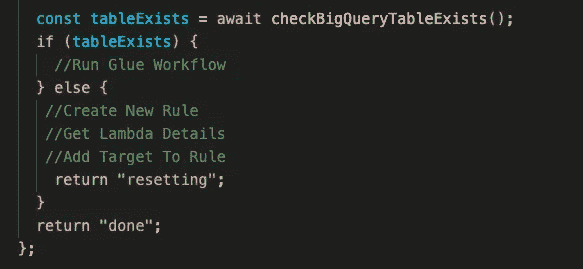 const tableExists = await checkBigQueryTableExists();
if (tableExists) {
//Run Glue Workflow
} else {
//Create New Rule
//Get Lambda Details
//Add Target To Rule
return "resetting";
}
return "done";
};